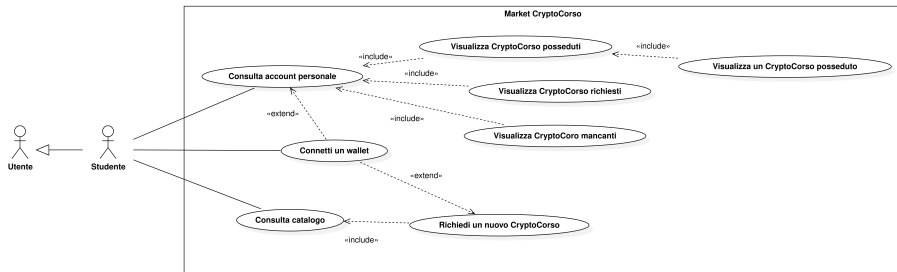 Market CryptoCorso
«include»
Visualizza CryptoCorso posseduti
«include»
Visualizza un CryptoCorso posseduto
Consulta account personale
«include»
Visualizza CryptoCorso richiesti
«extend»
«include»
Visualizza CryptoCoro mancanti
Utente
Studente
Connetti un wallet
«extend»
Consulta catalogo
Richiedi un nuovo CryptoCorso
«include»